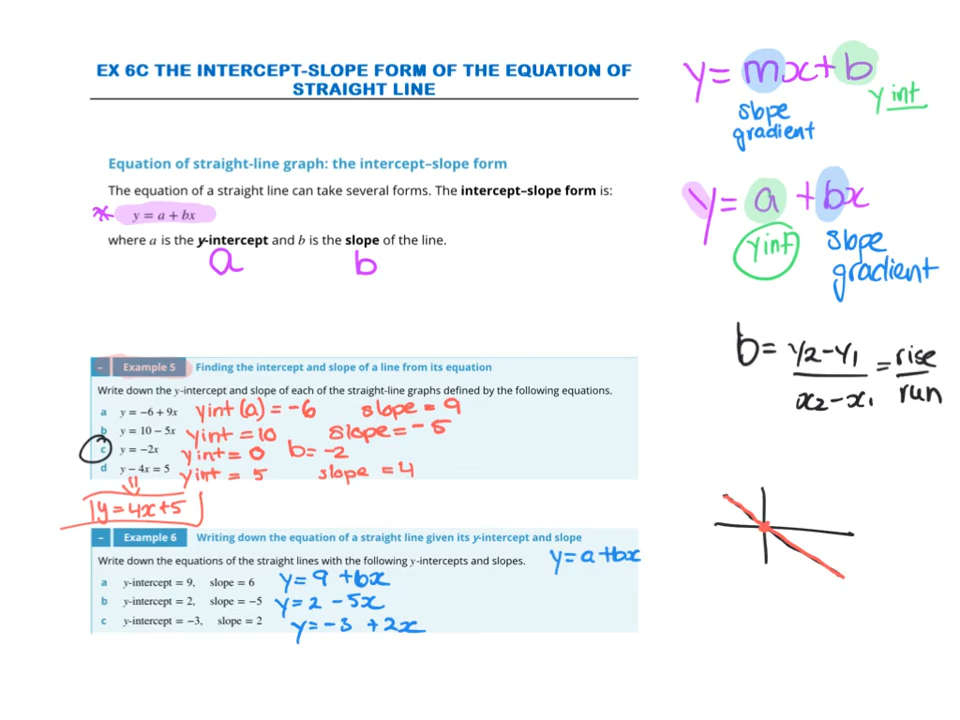 EX 6C THE INTERCEPT-SLOPE FORM OF THE EQUATION OF
STRAIGHT LINE
y = mx + b
slope
gradient
y int
Equation of straight-line graph: the intercept–slope form
The equation of a straight line can take several forms. The intercept–slope form is:
* y = a + bx
where a is the y-intercept and b is the slope of the line.
a b
y = a + bx
y int
slope
gradient
b = y2 - y1 = rise
x2 - x1 run
– Example 5 Finding the intercept and slope of a line from its equation
Write down the y-intercept and slope of each of the straight-line graphs defined by the following equations.
a y = −6 + 9x y int (a) = -6 slope = 9
b y = 10 − 5x y int = 10 slope = -5
c y = −2x y int = 0 b = -2
d y − 4x = 5 y int = 5 slope = 4
y = 4x + 5
– Example 6 Writing down the equation of a straight line given its y-intercept and slope
Write down the equations of the straight lines with the following y-intercepts and slopes. y = a + bx
a y-intercept = 9, slope = 6 y = 9 + 6x
b y-intercept = 2, slope = −5 y = 2 - 5x
c y-intercept = −3, slope = 2 y = -3 + 2x